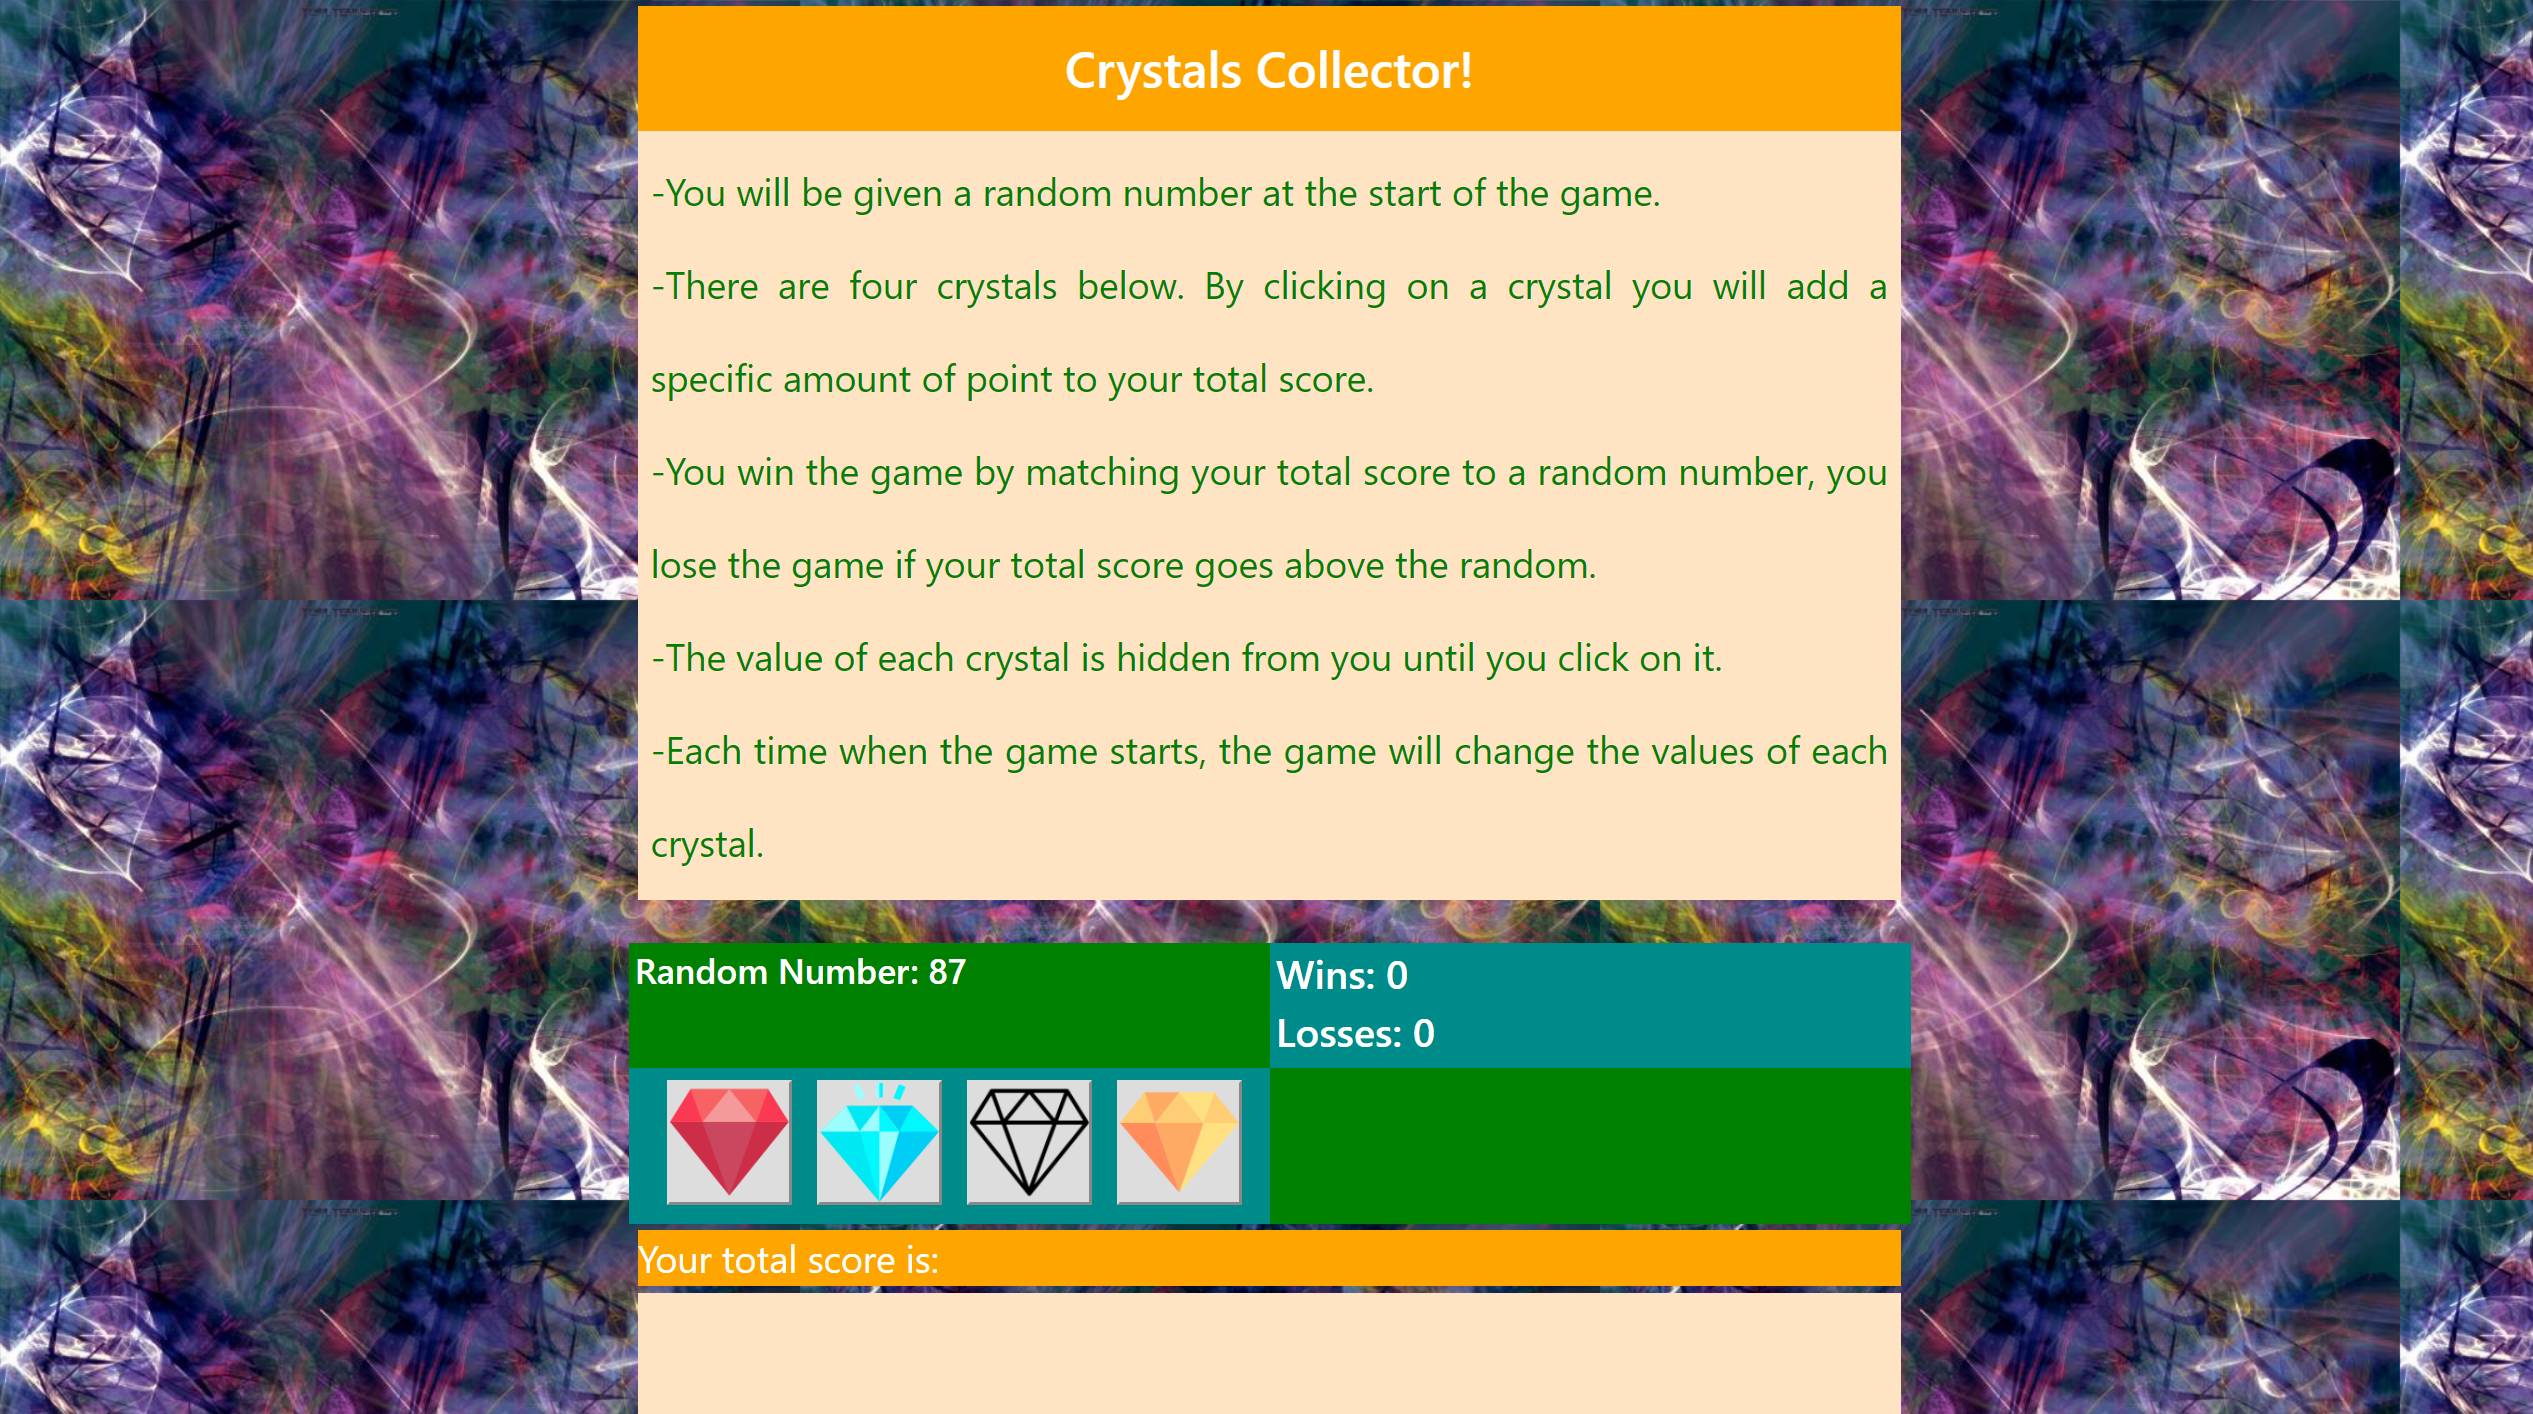 Crystals Collector!
-You will be given a random number at the start of the game.
-There are four crystals below. By clicking on a crystal you will add a
specific amount of point to your total score.
-You win the game by matching your total score to a random number, you
lose the game if your total score goes above the random.
-The value of each crystal is hidden from you until you click on it.
-Each time when the game starts, the game will change the values of each
crystal.
Random Number: 87
Wins: 0
Losses: 0
Your total score is: